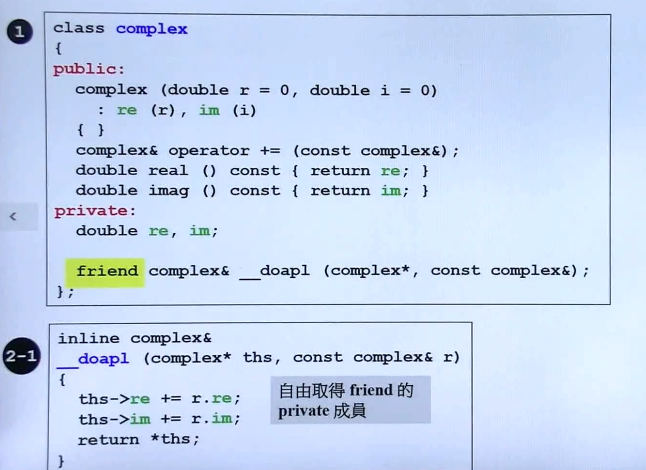 1
class complex
{
public:
complex (double r = 0, double i = 0)
: re (r), im (i)
{ }
complex& operator += (const complex&);
double real () const { return re; }
double imag () const { return im; }
private:
double re, im;
friend complex& __doapl (complex*, const complex&);
};
2-1
inline complex&
__doapl (complex* ths, const complex& r)
{
ths->re += r.re;
ths->im += r.im;
return *ths;
}
自由取得 friend 的
private 成員